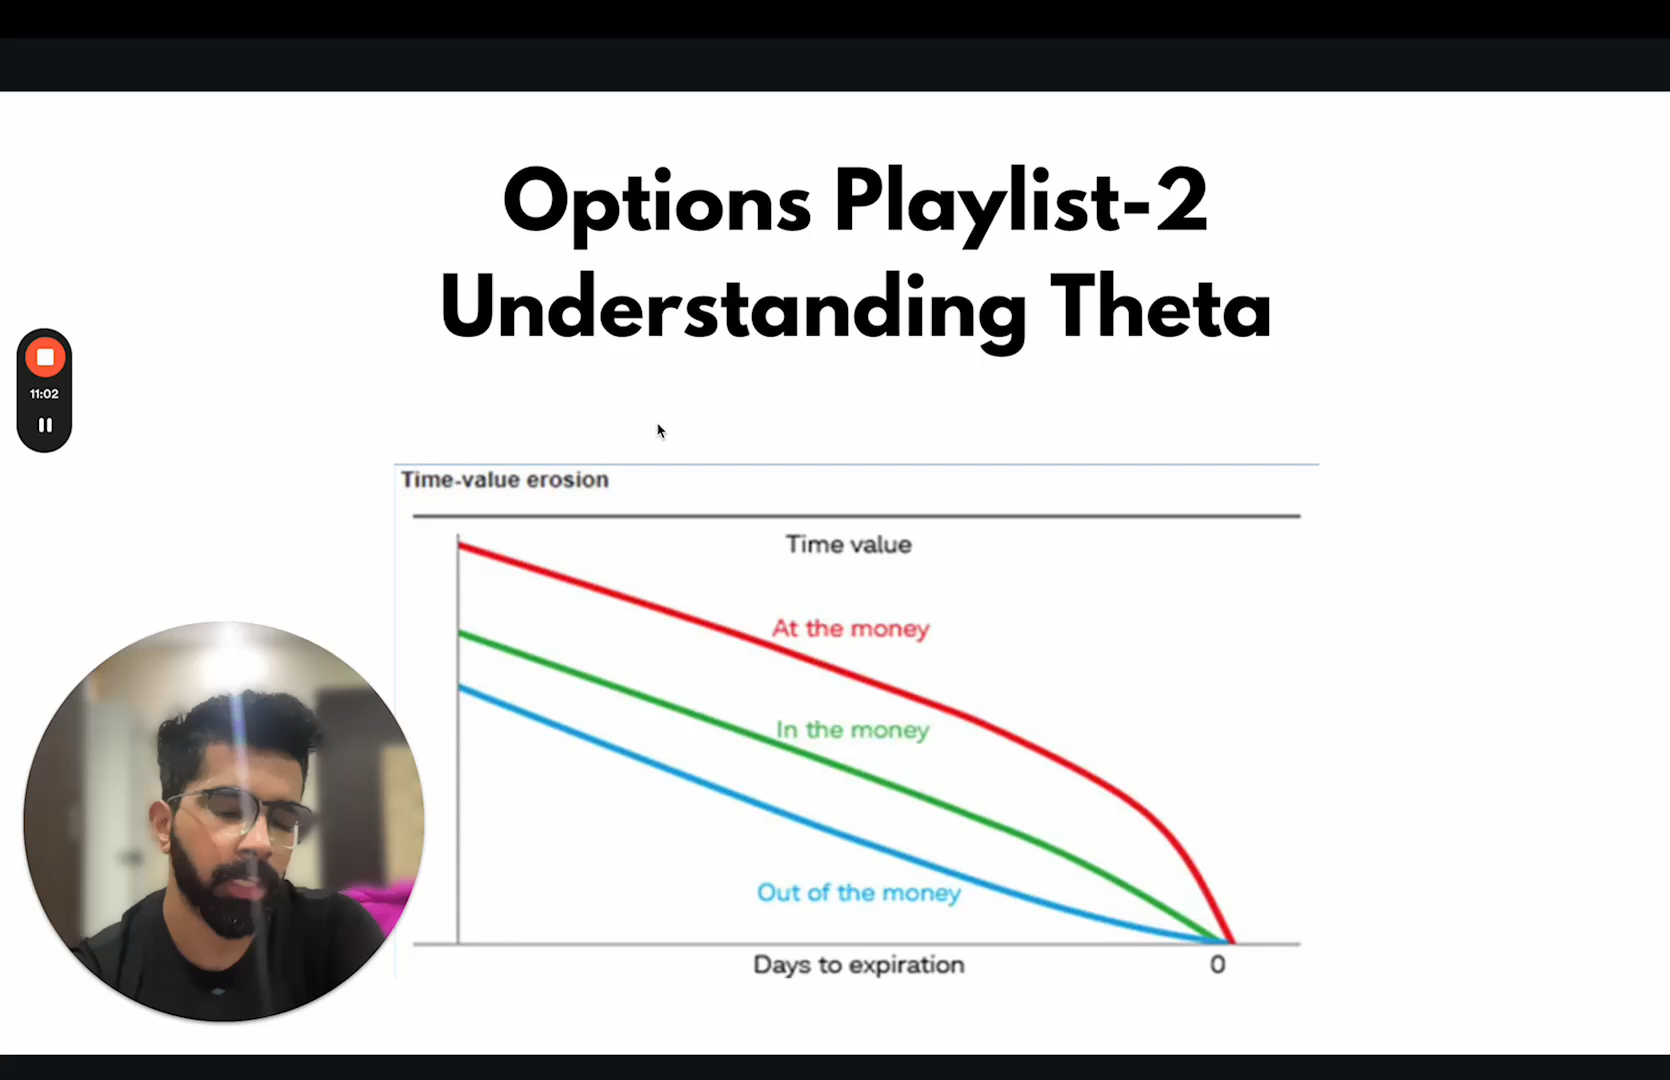 Options Playlist-2
Understanding Theta
11:02
Time-value erosion
Time value
At the money
In the money
Out of the money
Days to expiration
0